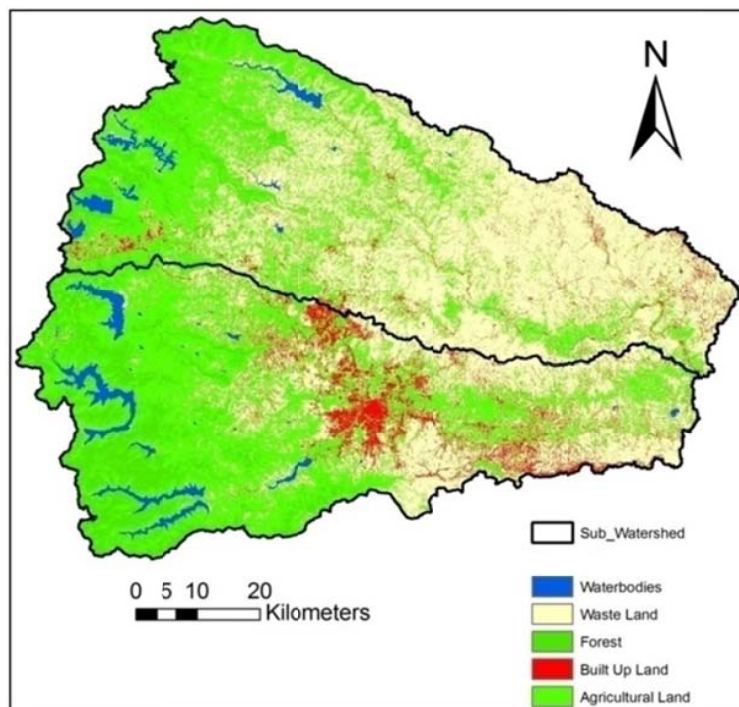 N
0 5 10 20
Kilometers
Sub_Watershed
Waterbodies
Waste Land
Forest
Built Up Land
Agricultural Land